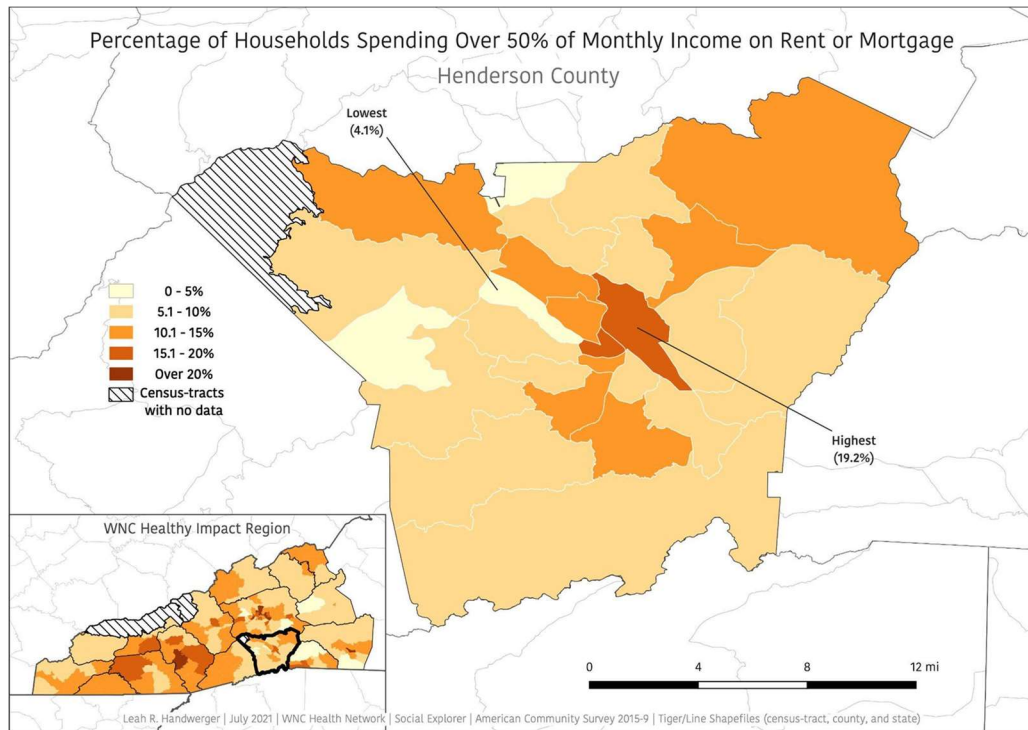 Percentage of Households Spending Over 50% of Monthly Income on Rent or Mortgage
Henderson County
Lowest
(4.1%)
0 - 5%
5.1 - 10%
10.1 - 15%
15.1 - 20%
Over 20%
Census-tracts
with no data
Highest
(19.2%)
WNC Healthy Impact Region
0 4 8 12 mi
Leah R. Handwerger | July 2021 | WNC Health Network | Social Explorer | American Community Survey 2015-9 | Tiger/Line Shapefiles (census-tract, county, and state)